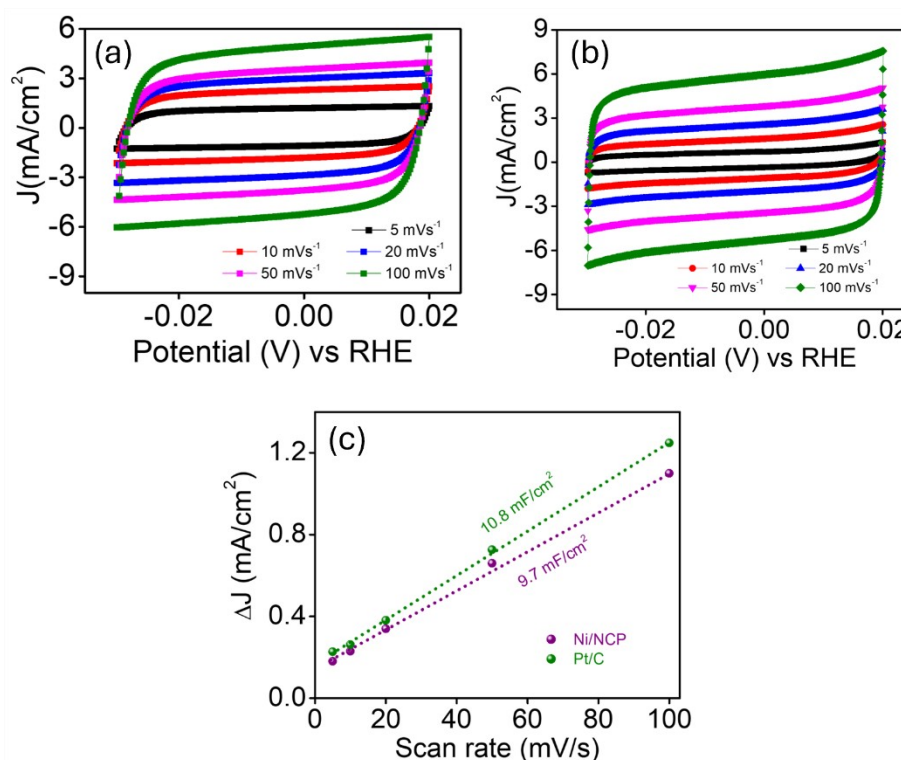 (a)
6
3
0
-3
-6
-9
J(mA/cm²)
5 mVs⁻¹
10 mVs⁻¹ 20 mVs⁻¹
50 mVs⁻¹ 100 mVs⁻¹
-0.02 0.00 0.02
Potential (V) vs RHE
(b)
9
6
3
0
-3
-6
-9
J(mA/cm²)
5 mVs⁻¹
10 mVs⁻¹ 20 mVs⁻¹
50 mVs⁻¹ 100 mVs⁻¹
-0.02 0.00 0.02
Potential (V) vs RHE
(c)
1.2
0.8
0.4
0.0
ΔJ (mA/cm²)
10.8 mF/cm²
9.7 mF/cm²
Ni/NCP
Pt/C
0 20 40 60 80 100
Scan rate (mV/s)